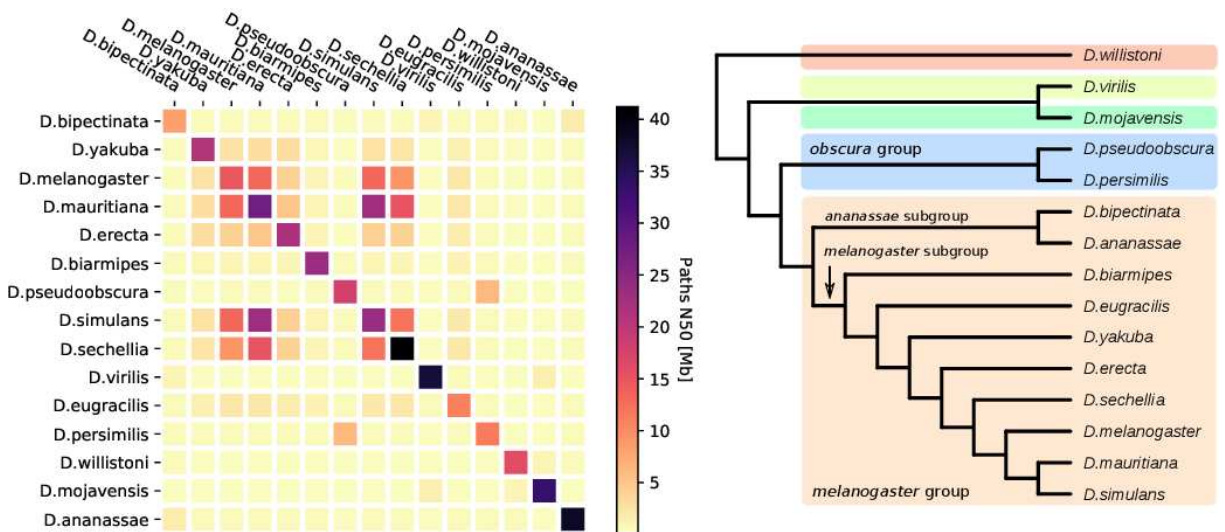 D.bipectinata
D.yakuba
D.melanogaster
D.mauritiana
D.erecta
D.biarmipes
D.pseudoobscura
D.simulans
D.sechellia
D.virilis
D.eugracilis
D.persimilis
D.willistoni
D.mojavensis
D.ananassae
D.bipectinata
D.yakuba
D.melanogaster
D.mauritiana
D.erecta
D.biarmipes
D.pseudoobscura
D.simulans
D.sechellia
D.virilis
D.eugracilis
D.persimilis
D.willistoni
D.mojavensis
D.ananassae
40
35
30
25
20
15
10
5
Paths N50 [Mb]
D.willistoni
D.virilis
D.mojavensis
obscura group
D.pseudoobscura
D.persimilis
ananassae subgroup
D.bipectinata
D.ananassae
melanogaster subgroup
D.biarmipes
D.eugracilis
D.yakuba
D.erecta
D.sechellia
D.melanogaster
D.mauritiana
D.simulans
melanogaster group